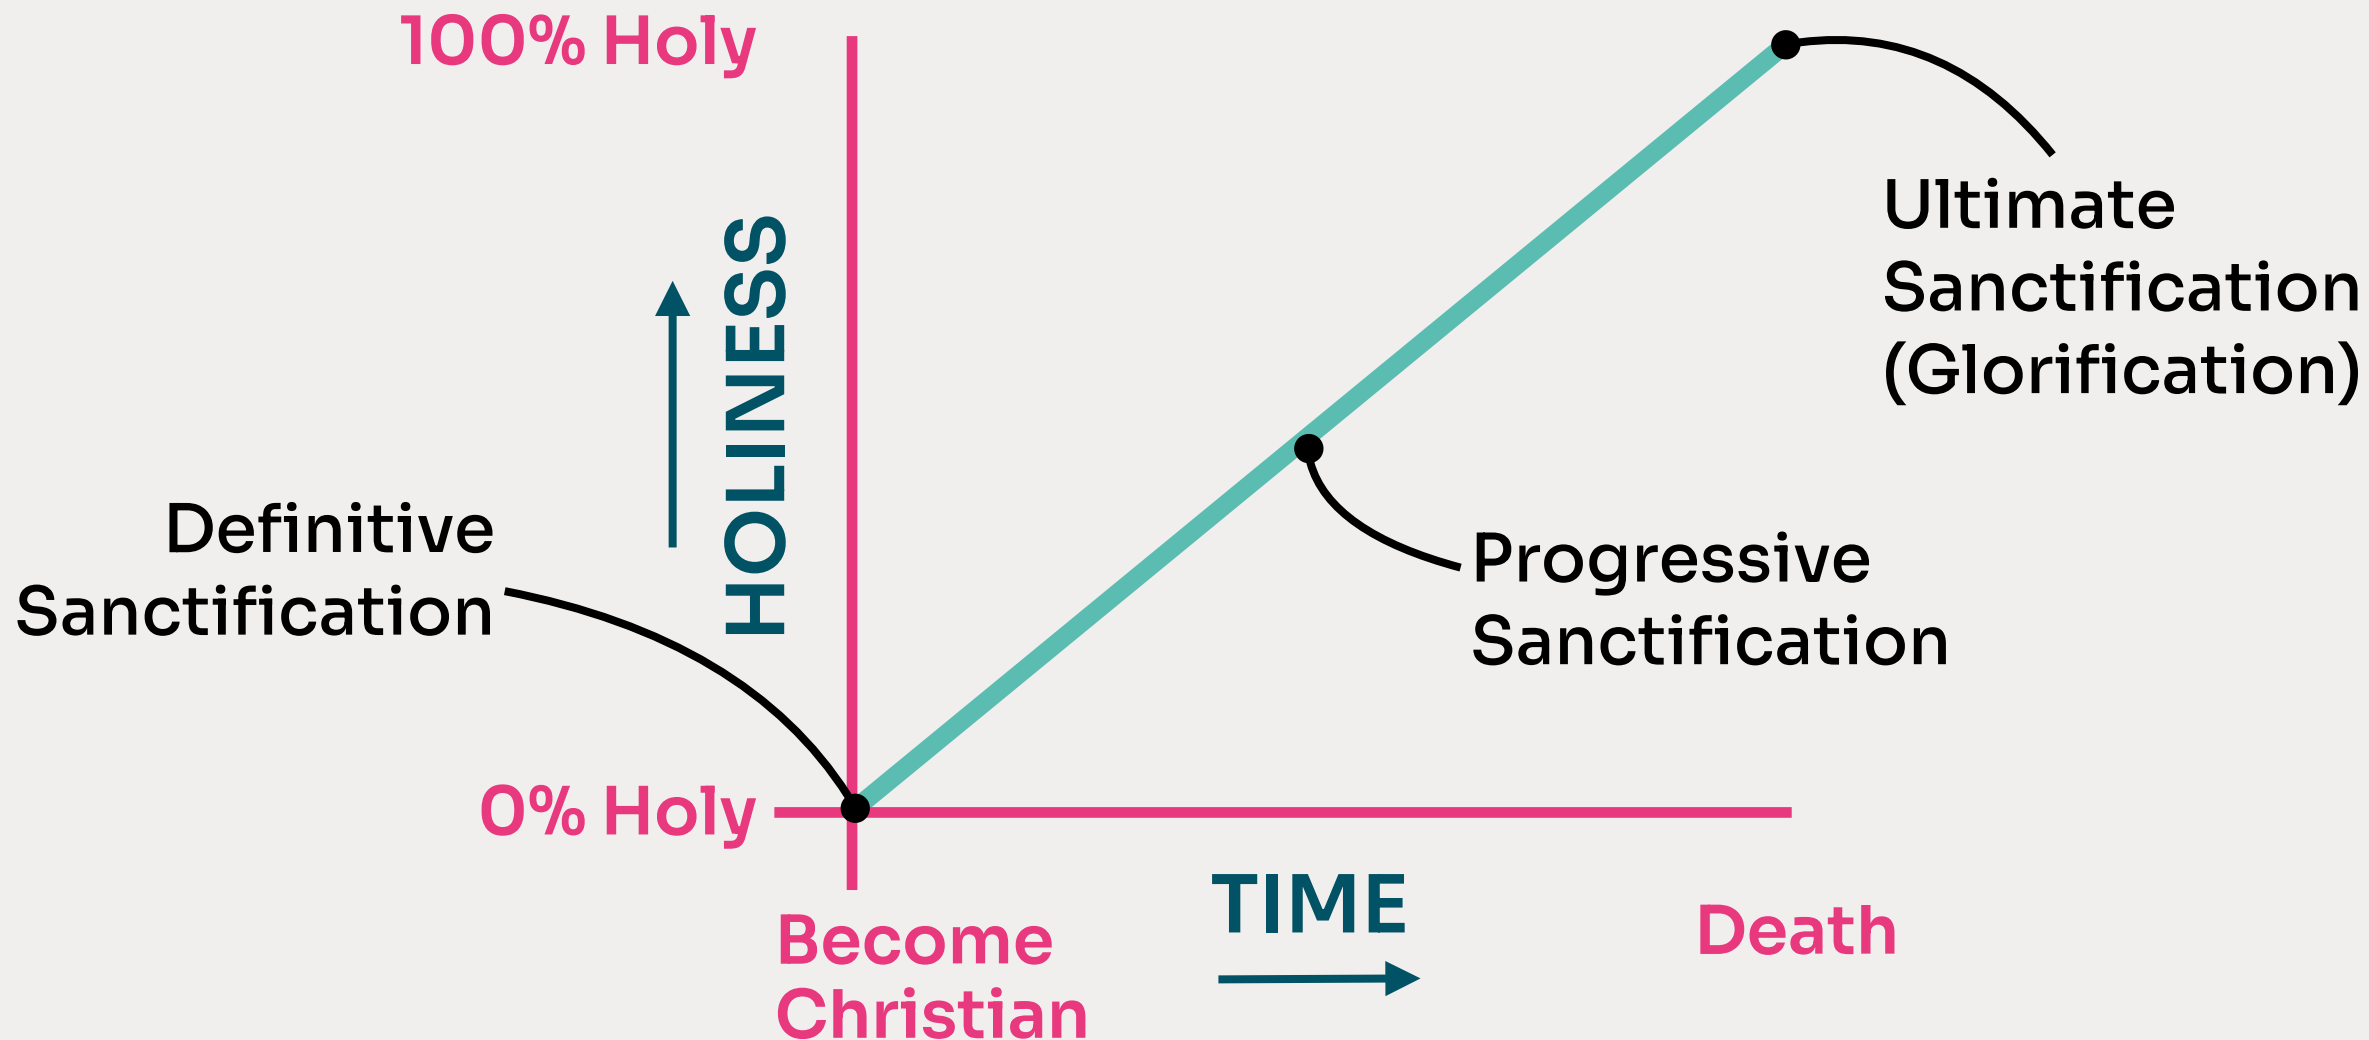 100% Holy
HOLINESS
Definitive
Sanctification
0% Holy
Ultimate
Sanctification
(Glorification)
Progressive
Sanctification
TIME
Become
Christian
Death